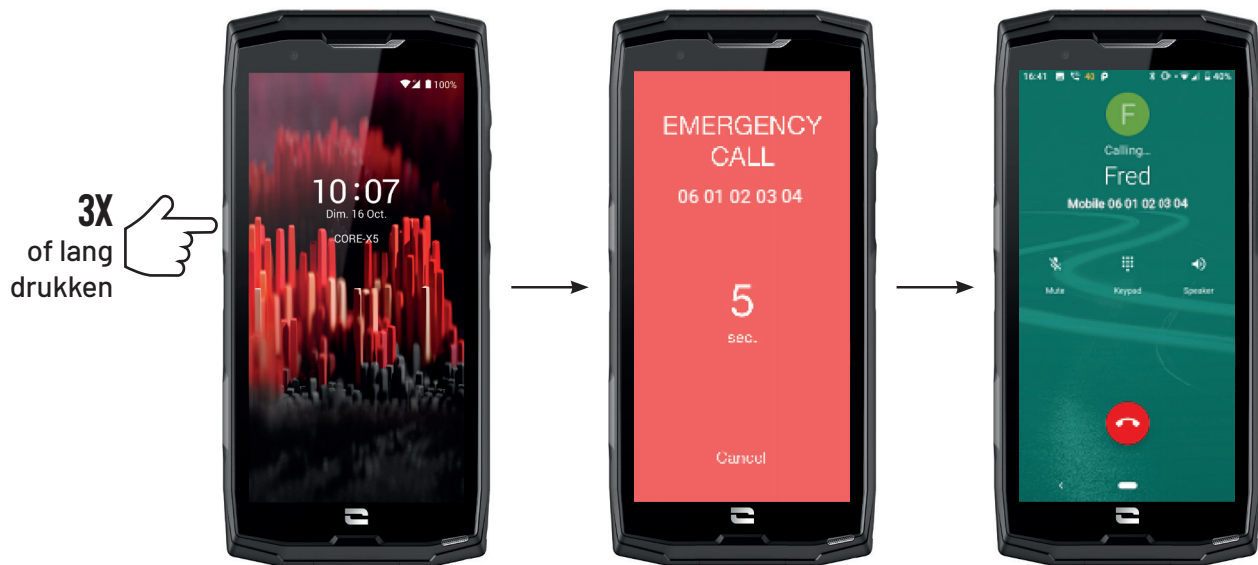 3X
of lang
drukken
100%
10:07
Dim. 16 Oct.
CORE-X5
EMERGENCY
CALL
06 01 02 03 04
5
sec.
Cancel
16:41 40 P 40%
F
Calling...
Fred
Mobile 06 01 02 03 04
Mute Keypad Speaker